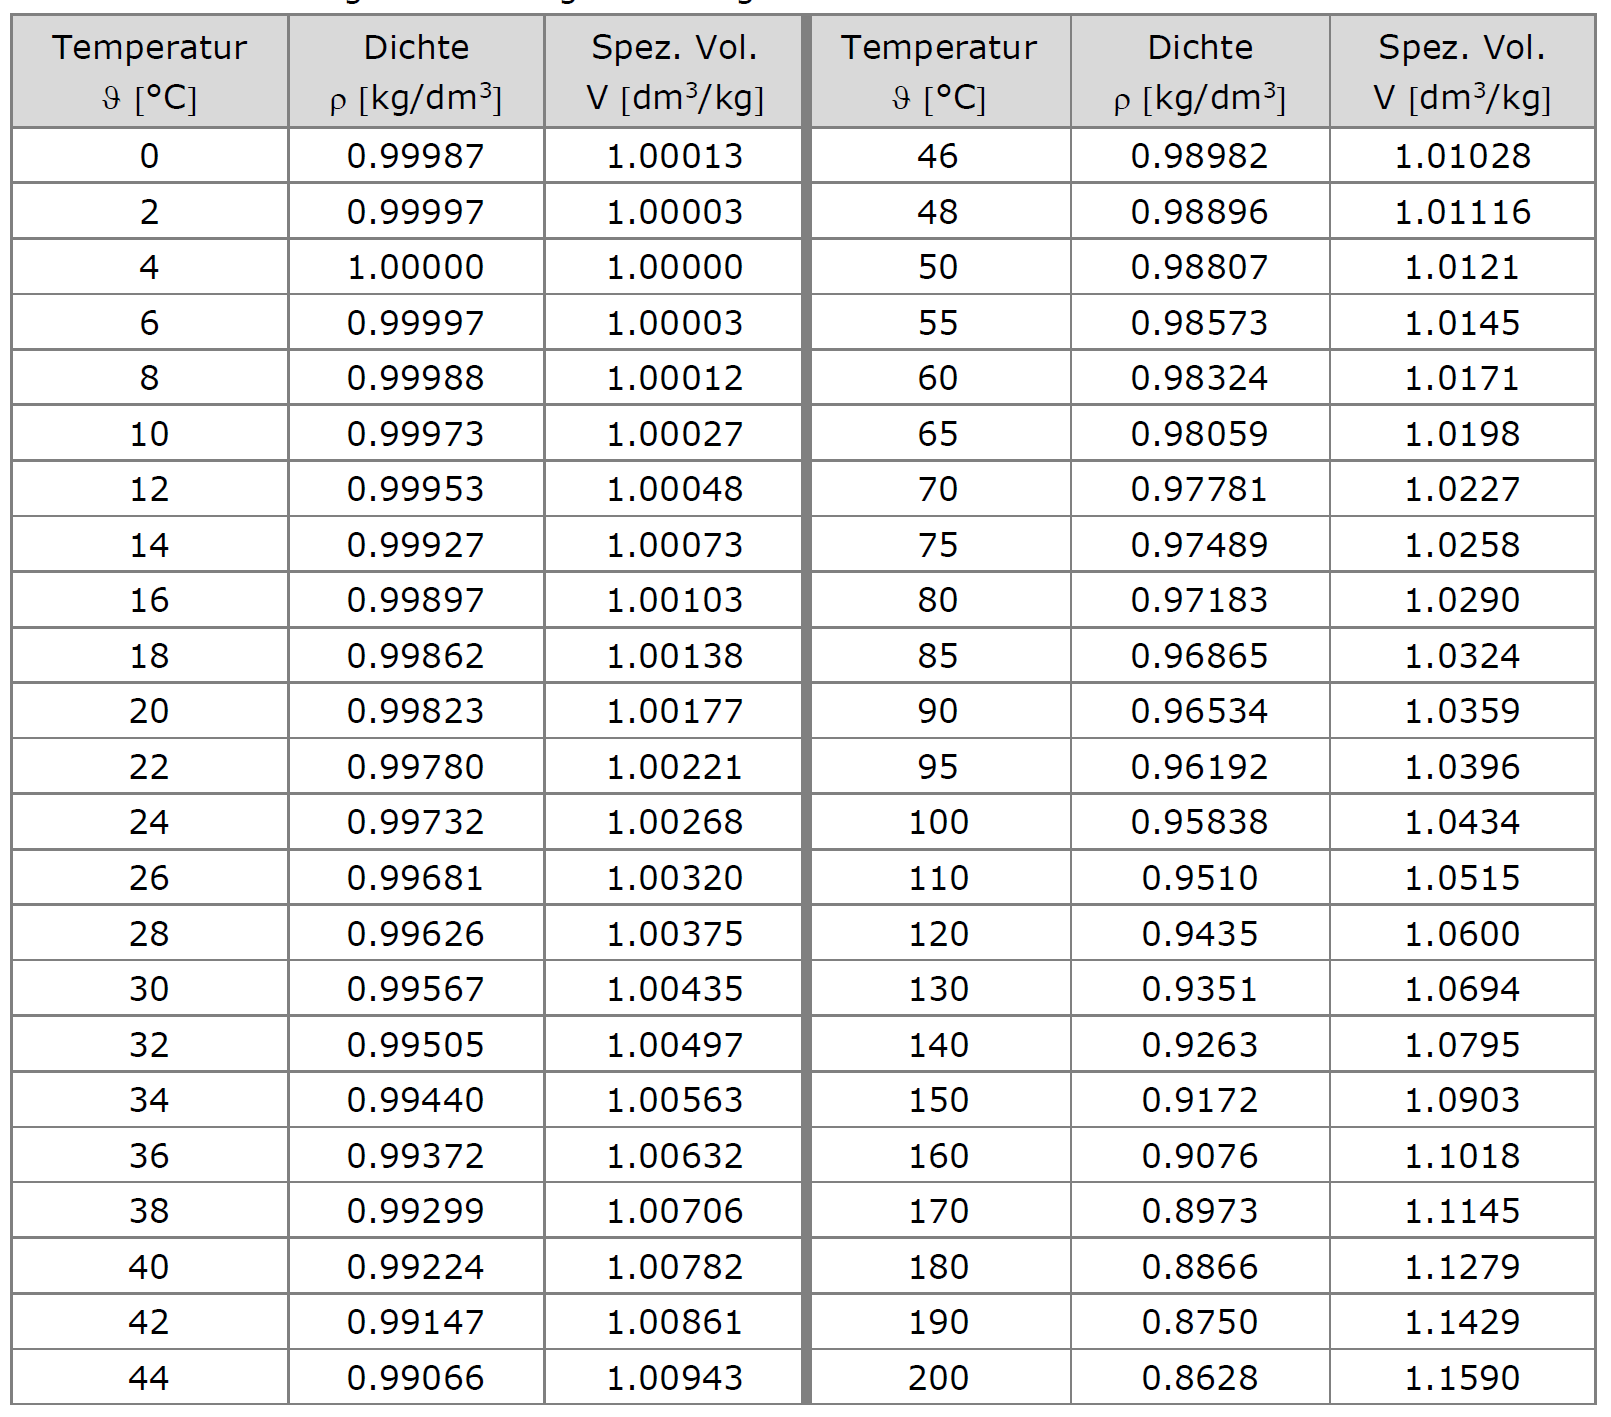 Temperatur Dichte Spez. Vol. Temperatur Dichte Spez. Vol.
ϑ [°C] ρ [kg/dm³] V [dm³/kg] ϑ [°C] ρ [kg/dm³] V [dm³/kg]
0 0.99987 1.00013 46 0.98982 1.01028
2 0.99997 1.00003 48 0.98896 1.01116
4 1.00000 1.00000 50 0.98807 1.0121
6 0.99997 1.00003 55 0.98573 1.0145
8 0.99988 1.00012 60 0.98324 1.0171
10 0.99973 1.00027 65 0.98059 1.0198
12 0.99953 1.00048 70 0.97781 1.0227
14 0.99927 1.00073 75 0.97489 1.0258
16 0.99897 1.00103 80 0.97183 1.0290
18 0.99862 1.00138 85 0.96865 1.0324
20 0.99823 1.00177 90 0.96534 1.0359
22 0.99780 1.00221 95 0.96192 1.0396
24 0.99732 1.00268 100 0.95838 1.0434
26 0.99681 1.00320 110 0.9510 1.0515
28 0.99626 1.00375 120 0.9435 1.0600
30 0.99567 1.00435 130 0.9351 1.0694
32 0.99505 1.00497 140 0.9263 1.0795
34 0.99440 1.00563 150 0.9172 1.0903
36 0.99372 1.00632 160 0.9076 1.1018
38 0.99299 1.00706 170 0.8973 1.1145
40 0.99224 1.00782 180 0.8866 1.1279
42 0.99147 1.00861 190 0.8750 1.1429
44 0.99066 1.00943 200 0.8628 1.1590